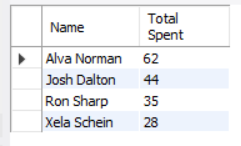 Name Total
Spent
Alva Norman 62
Josh Dalton 44
Ron Sharp 35
Xela Schein 28